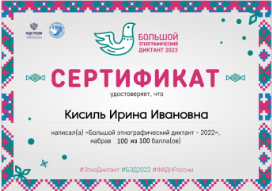 БОЛЬШОЙ
ЭТНОГРАФИЧЕСКИЙ
ДИКТАНТ 2022
СЕРТИФИКАТ
удостоверяет, что
Кисиль Ирина Ивановна
написал(а) «Большой этнографический диктант - 2022»,
набрав 100 из 100 балла(ов)
#ЭтноДиктант #БЭД2022 #ФАДНРоссии